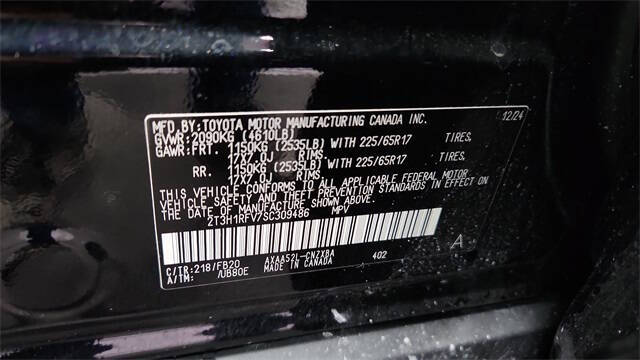 MFD BY: TOYOTA MOTOR MANUFACTURING CANADA INC. 12/24
GVWR: 2090KG (4610LB)
GAWR: FRT. 1150KG (2535LB) WITH 225/65R17 TIRES,
17X7.0J RIMS
RR. 1150KG (2535LB) WITH 225/65R17 TIRES,
17X7.0J RIMS
THIS VEHICLE CONFORMS TO ALL APPLICABLE FEDERAL MOTOR
VEHICLE SAFETY AND THEFT PREVENTION STANDARDS IN EFFECT
ON THE DATE OF MANUFACTURE SHOWN ABOVE.
2T3H1RFV7SC309486 MPV
A
C/TR: 218/FB20 AXAA52L-CNZXBA 402
A/TM: /UB80E MADE IN CANADA